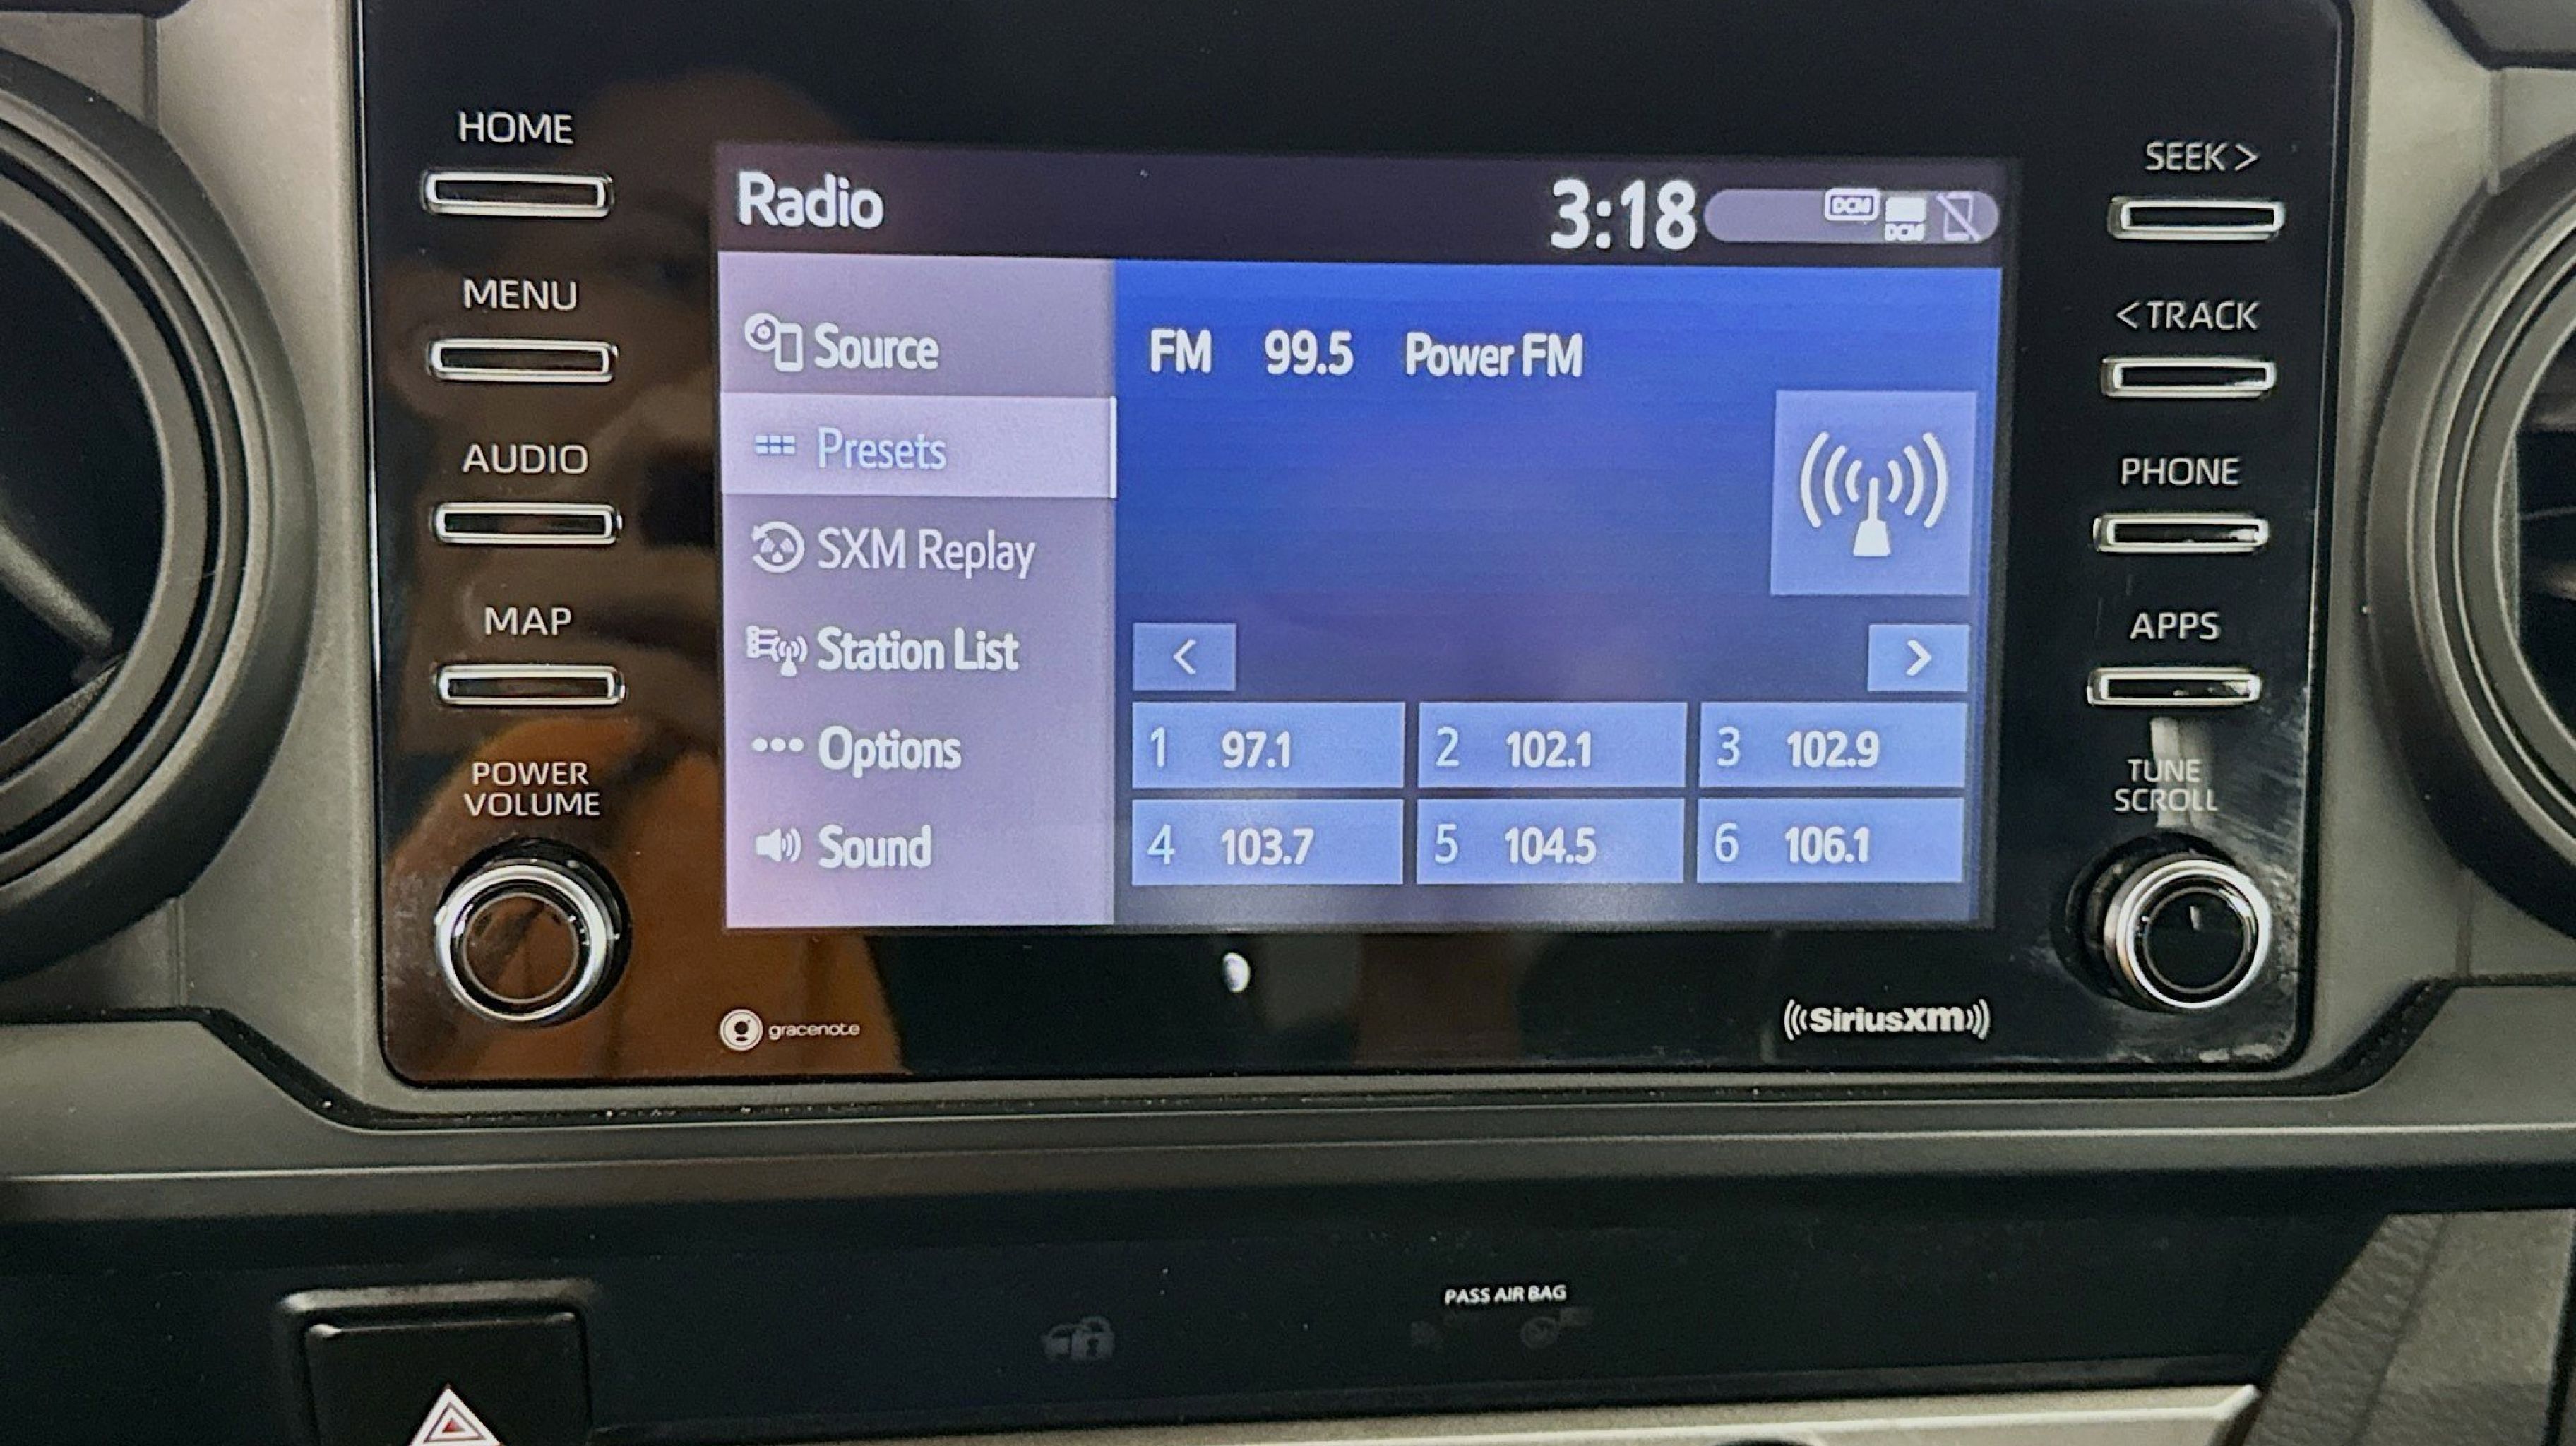 HOME
MENU
AUDIO
MAP
POWER
VOLUME
Radio
3:18
DCM
DCM
Source
Presets
SXM Replay
Station List
Options
Sound
FM 99.5 Power FM
<
>
1 97.1
2 102.1
3 102.9
4 103.7
5 104.5
6 106.1
SEEK >
< TRACK
PHONE
APPS
TUNE
SCROLL
gracenote
SiriusXM
PASS AIR BAG